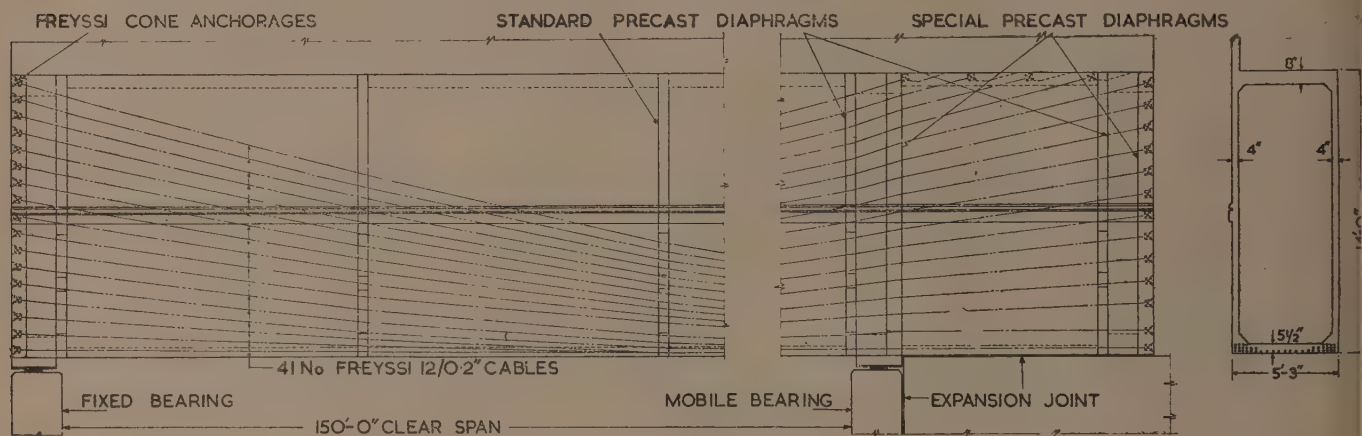 FREYSSI CONE ANCHORAGES
STANDARD PRECAST DIAPHRAGMS
SPECIAL PRECAST DIAPHRAGMS
8"
4"
4"
5½"
5'-3"
41 No FREYSSI 12/0·2" CABLES
FIXED BEARING
MOBILE BEARING
EXPANSION JOINT
150'-0" CLEAR SPAN